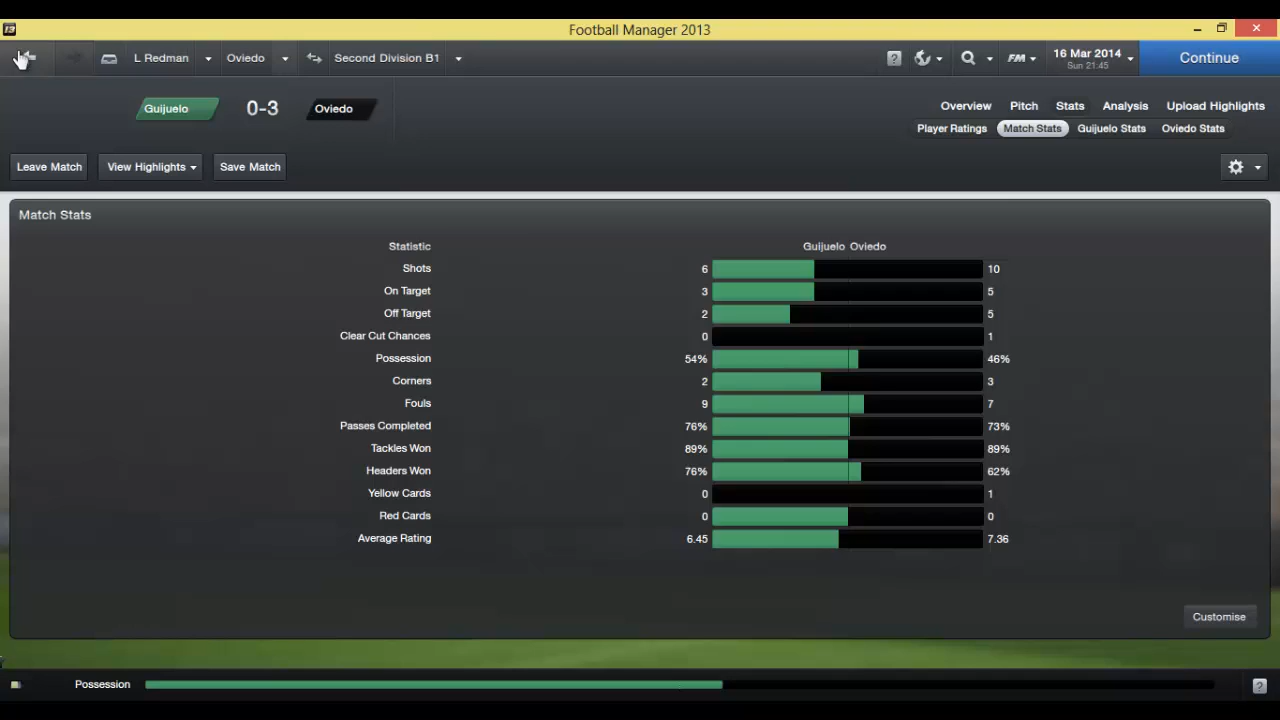 13 Football Manager 2013
L Redman Oviedo Second Division B1 ? FM 16 Mar 2014 Sun 21:45 Continue
Guijuelo 0-3 Oviedo
Overview Pitch Stats Analysis Upload Highlights
Player Ratings Match Stats Guijuelo Stats Oviedo Stats
Leave Match View Highlights Save Match
Match Stats
Statistic Guijuelo Oviedo
Shots 6 10
On Target 3 5
Off Target 2 5
Clear Cut Chances 0 1
Possession 54% 46%
Corners 2 3
Fouls 9 7
Passes Completed 76% 73%
Tackles Won 89% 89%
Headers Won 76% 62%
Yellow Cards 0 1
Red Cards 0 0
Average Rating 6.45 7.36
Customise
Possession ?